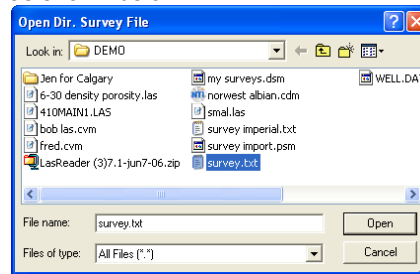 Open Dir. Survey File
Look in: DEMO
Jen for Calgary
6-30 density porosity.las
410MAIN1.LAS
bob las.cvm
fred.cvm
LasReader (3)7.1-jun7-06.zip
my surveys.dsm
norwest albian.cdm
smal.las
survey imperial.txt
survey import.psm
survey.txt
WELL.DA
File name: survey.txt
Open
Files of type: All Files (*.*)
Cancel